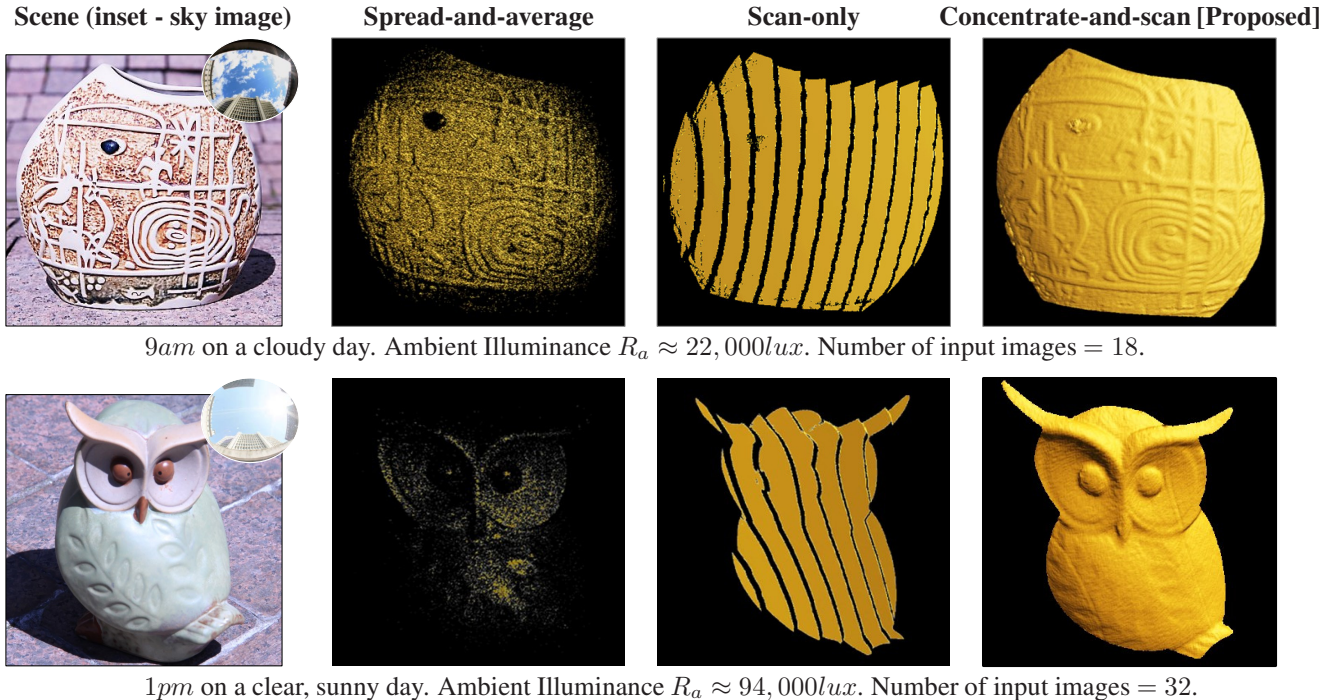 Scene (inset - sky image) Spread-and-average Scan-only Concentrate-and-scan [Proposed]
9am on a cloudy day. Ambient Illuminance Rₐ ≈ 22, 000lux. Number of input images = 18.
1pm on a clear, sunny day. Ambient Illuminance Rₐ ≈ 94, 000lux. Number of input images = 32.